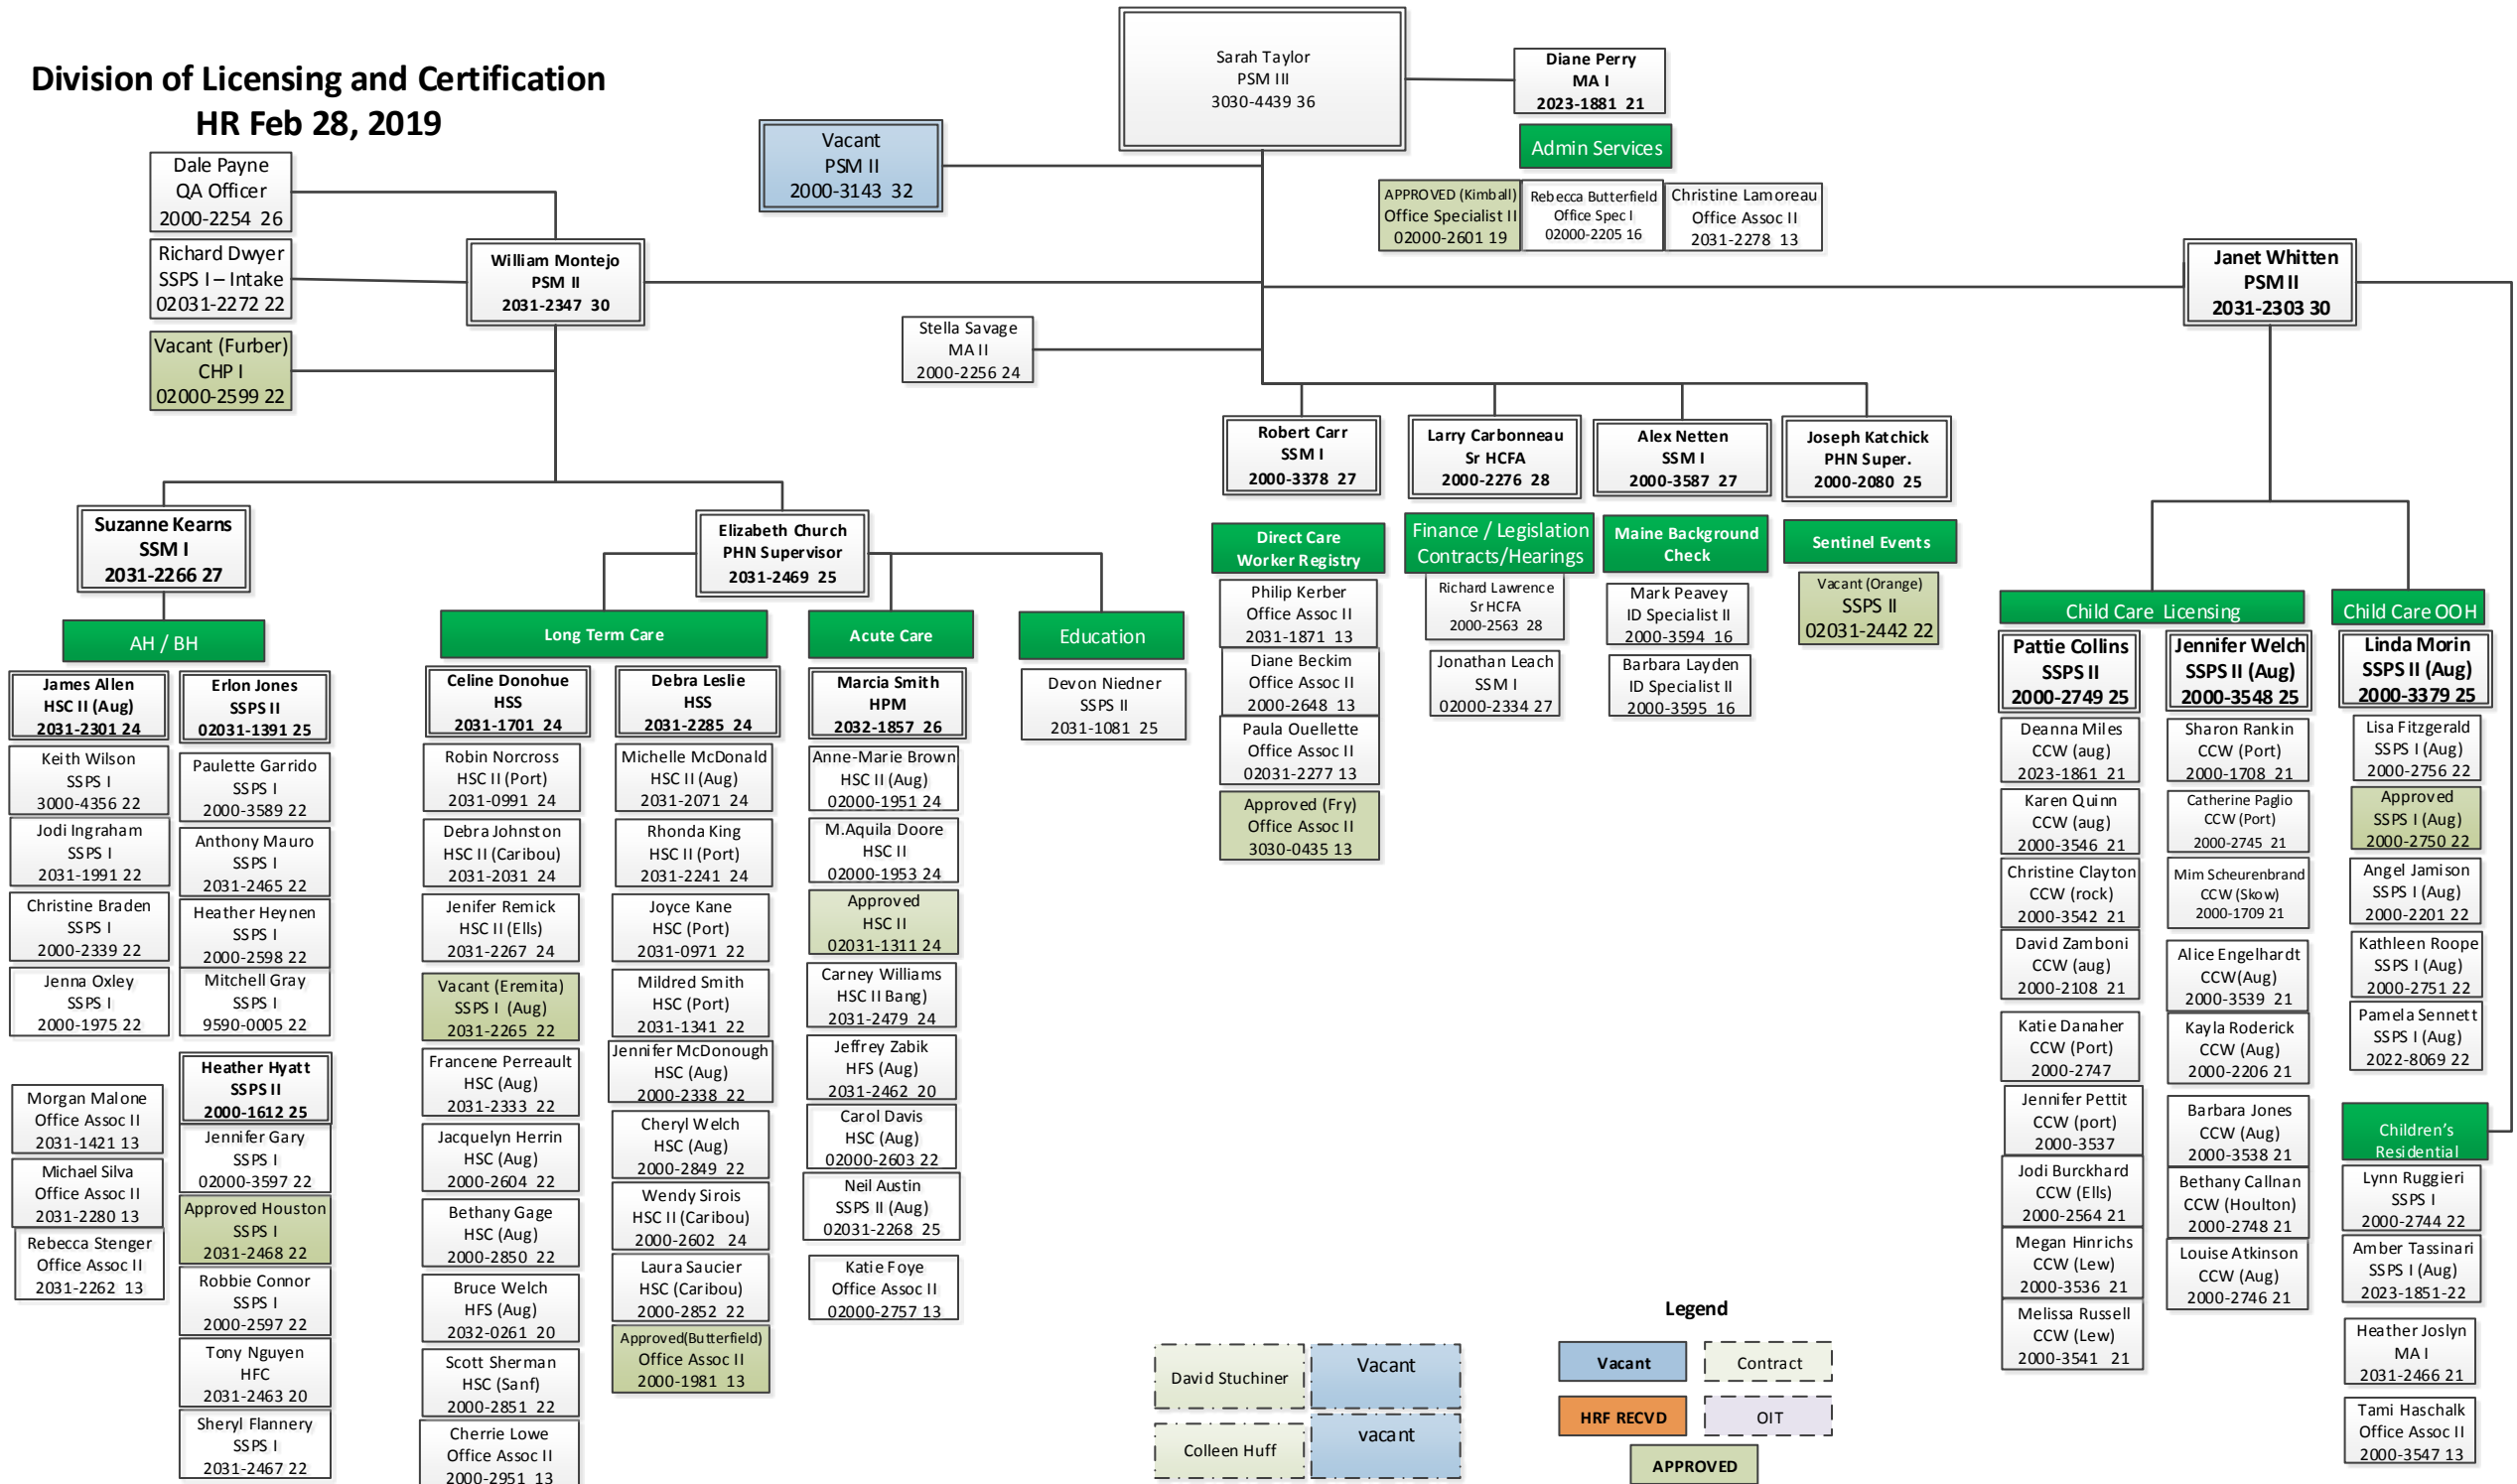 Division of Licensing and Certification
HR Feb 28, 2019
Sarah Taylor
PSM III
3030-4439 36
Diane Perry
MA I
2023-1881 21
Admin Services
APPROVED (Kimball)
Office Specialist II
02000-2601 19
Rebecca Butterfield
Office Spec I
02000-2205 16
Christine Lamoreau
Office Assoc II
2031-2278 13
Vacant
PSM II
2000-3143 32
Dale Payne
QA Officer
2000-2254 26
Richard Dwyer
SSPS I – Intake
02031-2272 22
Vacant (Furber)
CHP I
02000-2599 22
William Montejo
PSM II
2031-2347 30
Janet Whitten
PSM II
2031-2303 30
Stella Savage
MA II
2000-2256 24
Robert Carr
SSM I
2000-3378 27
Larry Carbonneau
Sr HCFA
2000-2276 28
Alex Netten
SSM I
2000-3587 27
Joseph Katchick
PHN Super.
2000-2080 25
Suzanne Kearns
SSM I
2031-2266 27
Elizabeth Church
PHN Supervisor
2031-2469 25
AH / BH
James Allen
HSC II (Aug)
2031-2301 24
Keith Wilson
SSPS I
3000-4356 22
Jodi Ingraham
SSPS I
2031-1991 22
Christine Braden
SSPS I
2000-2339 22
Jenna Oxley
SSPS I
2000-1975 22
Morgan Malone
Office Assoc II
2031-1421 13
Michael Silva
Office Assoc II
2031-2280 13
Rebecca Stenger
Office Assoc II
2031-2262 13
Erlon Jones
SSPS II
02031-1391 25
Paulette Garrido
SSPS I
2000-3589 22
Anthony Mauro
SSPS I
2031-2465 22
Heather Heynen
SSPS I
2000-2598 22
Mitchell Gray
SSPS I
9590-0005 22
Heather Hyatt
SSPS II
2000-1612 25
Jennifer Gary
SSPS I
02000-3597 22
Approved Houston
SSPS I
2031-2468 22
Robbie Connor
SSPS I
2000-2597 22
Tony Nguyen
HFC
2031-2463 20
Sheryl Flannery
SSPS I
2031-2467 22
Long Term Care
Celine Donohue
HSS
2031-1701 24
Robin Norcross
HSC II (Port)
2031-0991 24
Debra Johnston
HSC II (Caribou)
2031-2031 24
Jenifer Remick
HSC II (Ells)
2031-2267 24
Vacant (Eremita)
SSPS I (Aug)
2031-2265 22
Francene Perreault
HSC (Aug)
2031-2333 22
Jacquelyn Herrin
HSC (Aug)
2000-2604 22
Bethany Gage
HSC (Aug)
2000-2850 22
Bruce Welch
HFS (Aug)
2032-0261 20
Scott Sherman
HSC (Sanf)
2000-2851 22
Cherrie Lowe
Office Assoc II
2000-2951 13
Debra Leslie
HSS
2031-2285 24
Michelle McDonald
HSC II (Aug)
2031-2071 24
Rhonda King
HSC II (Port)
2031-2241 24
Joyce Kane
HSC (Port)
2031-0971 22
Mildred Smith
HSC (Port)
2031-1341 22
Jennifer McDonough
HSC (Aug)
2000-2338 22
Cheryl Welch
HSC (Aug)
2000-2849 22
Wendy Sirois
HSC II (Caribou)
2000-2602 24
Laura Saucier
HSC (Caribou)
2000-2852 22
Approved(Butterfield)
Office Assoc II
2000-1981 13
Acute Care
Marcia Smith
HPM
2032-1857 26
Anne-Marie Brown
HSC II (Aug)
02000-1951 24
M.Aquila Doore
HSC II
02000-1953 24
Approved
HSC II
02031-1311 24
Carney Williams
HSC II Bang)
2031-2479 24
Jeffrey Zabik
HFS (Aug)
2031-2462 20
Carol Davis
HSC (Aug)
02000-2603 22
Neil Austin
SSPS II (Aug)
02031-2268 25
Katie Foye
Office Assoc II
02000-2757 13
Education
Devon Niedner
SSPS II
2031-1081 25
Direct Care
Worker Registry
Philip Kerber
Office Assoc II
2031-1871 13
Diane Beckim
Office Assoc II
2000-2648 13
Paula Ouellette
Office Assoc II
02031-2277 13
Approved (Fry)
Office Assoc II
3030-0435 13
Finance / Legislation
Contracts/Hearings
Richard Lawrence
Sr HCFA
2000-2563 28
Jonathan Leach
SSM I
02000-2334 27
Maine Background
Check
Mark Peavey
ID Specialist II
2000-3594 16
Barbara Layden
ID Specialist II
2000-3595 16
Sentinel Events
Vacant (Orange)
SSPS II
02031-2442 22
Child Care Licensing
Pattie Collins
SSPS II
2000-2749 25
Deanna Miles
CCW (aug)
2023-1861 21
Karen Quinn
CCW (aug)
2000-3546 21
Christine Clayton
CCW (rock)
2000-3542 21
David Zamboni
CCW (aug)
2000-2108 21
Katie Danaher
CCW (Port)
2000-2747
Jennifer Pettit
CCW (port)
2000-3537
Jodi Burckhard
CCW (Ells)
2000-2564 21
Megan Hinrichs
CCW (Lew)
2000-3536 21
Melissa Russell
CCW (Lew)
2000-3541 21
Jennifer Welch
SSPS II (Aug)
2000-3548 25
Sharon Rankin
CCW (Port)
2000-1708 21
Catherine Paglio
CCW (Port)
2000-2745 21
Mim Scheurenbrand
CCW (Skow)
2000-1709 21
Alice Engelhardt
CCW(Aug)
2000-3539 21
Kayla Roderick
CCW (Aug)
2000-2206 21
Barbara Jones
CCW (Aug)
2000-3538 21
Bethany Callnan
CCW (Houlton)
2000-2748 21
Louise Atkinson
CCW (Aug)
2000-2746 21
Child Care OOH
Linda Morin
SSPS II (Aug)
2000-3379 25
Lisa Fitzgerald
SSPS I (Aug)
2000-2756 22
Approved
SSPS I (Aug)
2000-2750 22
Angel Jamison
SSPS I (Aug)
2000-2201 22
Kathleen Roope
SSPS I (Aug)
2000-2751 22
Pamela Sennett
SSPS I (Aug)
2022-8069 22
Children's
Residential
Lynn Ruggieri
SSPS I
2000-2744 22
Amber Tassinari
SSPS I (Aug)
2023-1851-22
Heather Joslyn
MA I
2031-2466 21
Tami Haschalk
Office Assoc II
2000-3547 13
David Stuchiner
Vacant
Colleen Huff
vacant
Legend
Vacant
Contract
HRF RECVD
OIT
APPROVED